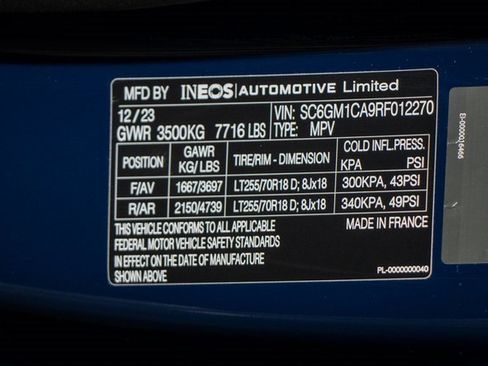 MFD BY INEOS | AUTOMOTIVE Limited
12/23 VIN: SC6GM1CA9RF012270
GVWR 3500KG 7716 LBS TYPE: MPV
POSITION GAWR KG/LBS TIRE/RIM - DIMENSION COLD INFL.PRESS. KPA PSI
F/AV 1667/3697 LT255/70R18 D; 8Jx18 300KPA, 43PSI
R/AR 2150/4739 LT255/70R18 D; 8Jx18 340KPA, 49PSI
THIS VEHICLE CONFORMS TO ALL APPLICABLE MADE IN FRANCE
FEDERAL MOTOR VEHICLE SAFETY STANDARDS
IN EFFECT ON THE DATE OF MANUFACTURE
SHOWN ABOVE PL-0000000040